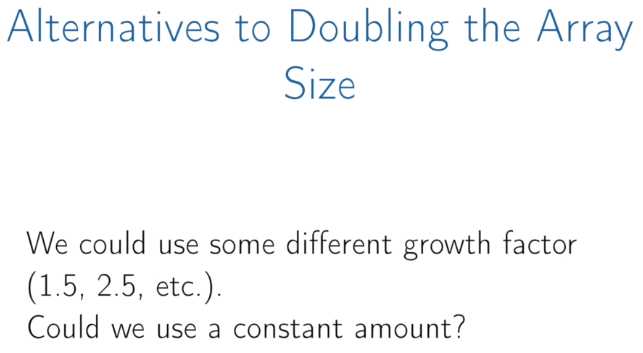 Alternatives to Doubling the Array
Size
We could use some different growth factor
(1.5, 2.5, etc.).
Could we use a constant amount?